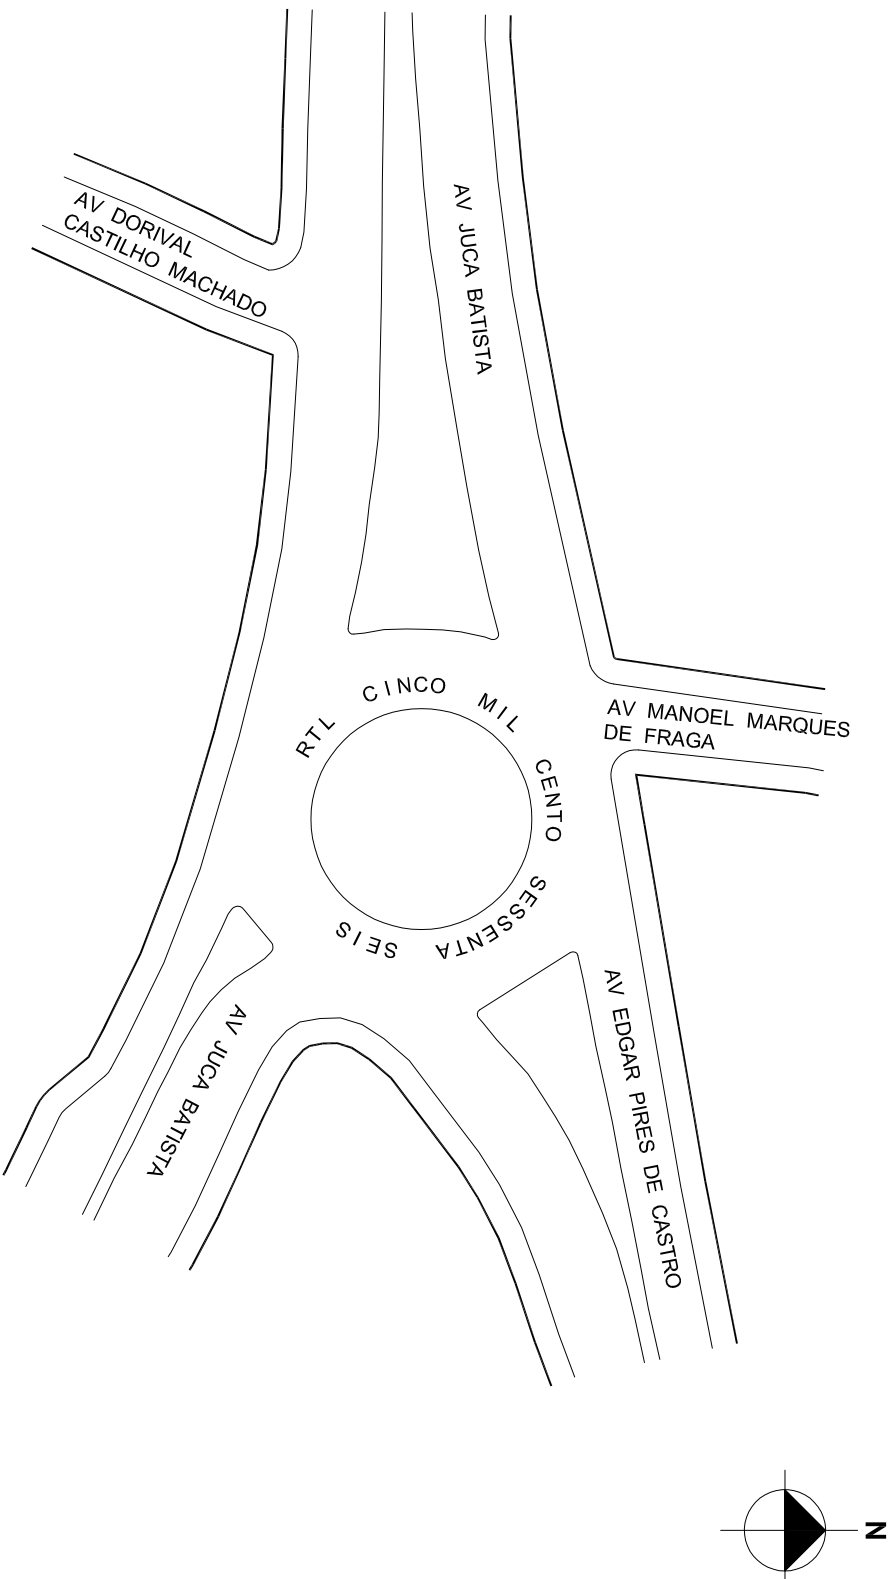 AV DORIVAL
CASTILHO MACHADO
AV JUCA BATISTA
RTL CINCO MIL CENTO SESSENTA SEIS
AV MANOEL MARQUES
DE FRAGA
AV JUCA BATISTA
AV EDGAR PIRES DE CASTRO
N